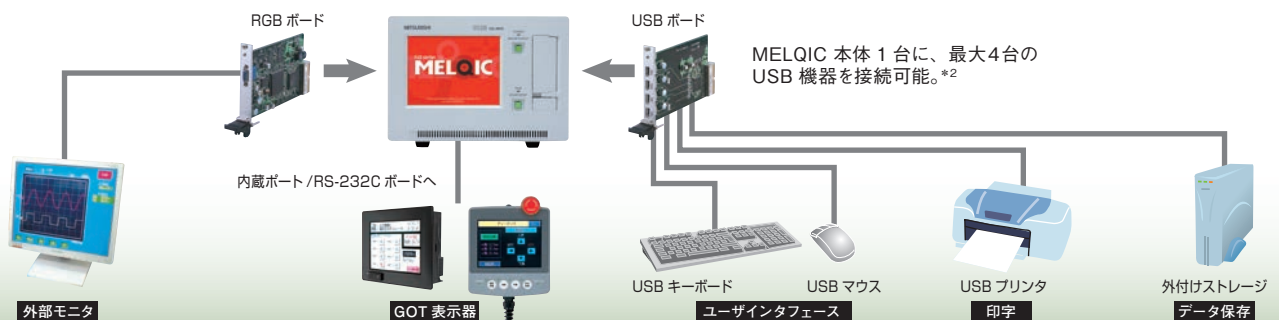 RGB ボード
USB ボード
MITSUBISHI
MELQIC
MELQIC 本体 1 台に、最大4台の
USB 機器を接続可能。*2
内蔵ポート /RS-232C ボードへ
USB キーボード
USB マウス
USB プリンタ
外付けストレージ
外部モニタ
GOT 表示器
ユーザインタフェース
印字
データ保存